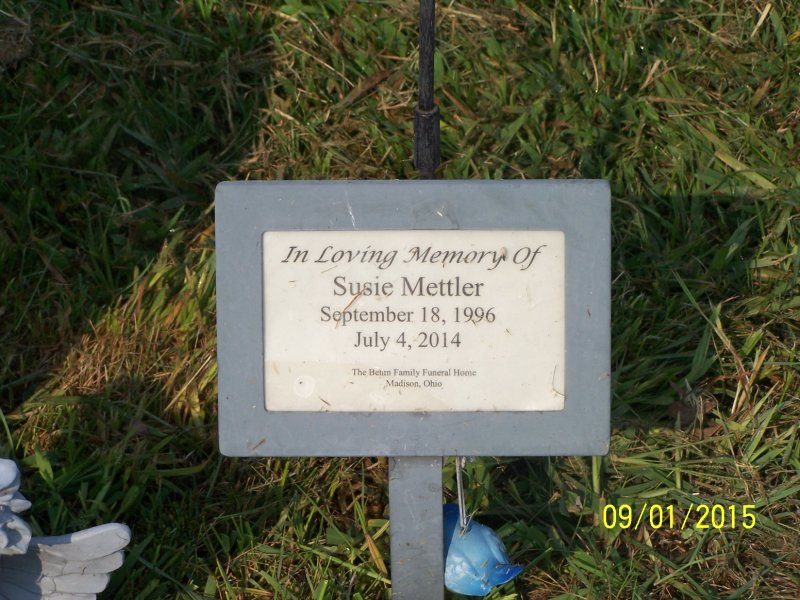 In Loving Memory Of
Susie Mettler
September 18, 1996
July 4, 2014
The Behm Family Funeral Home
Madison, Ohio
09/01/2015